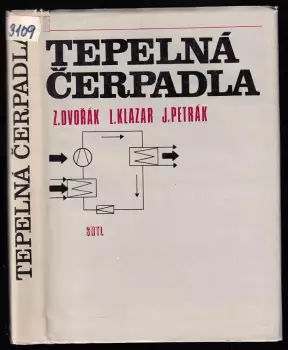 3109
TEPELNÁ ČERPADLA
TEPELNÁ
ČERPADLA
Z.DVOŘÁK L.KLAZAR J.PETRÁK
SNTL